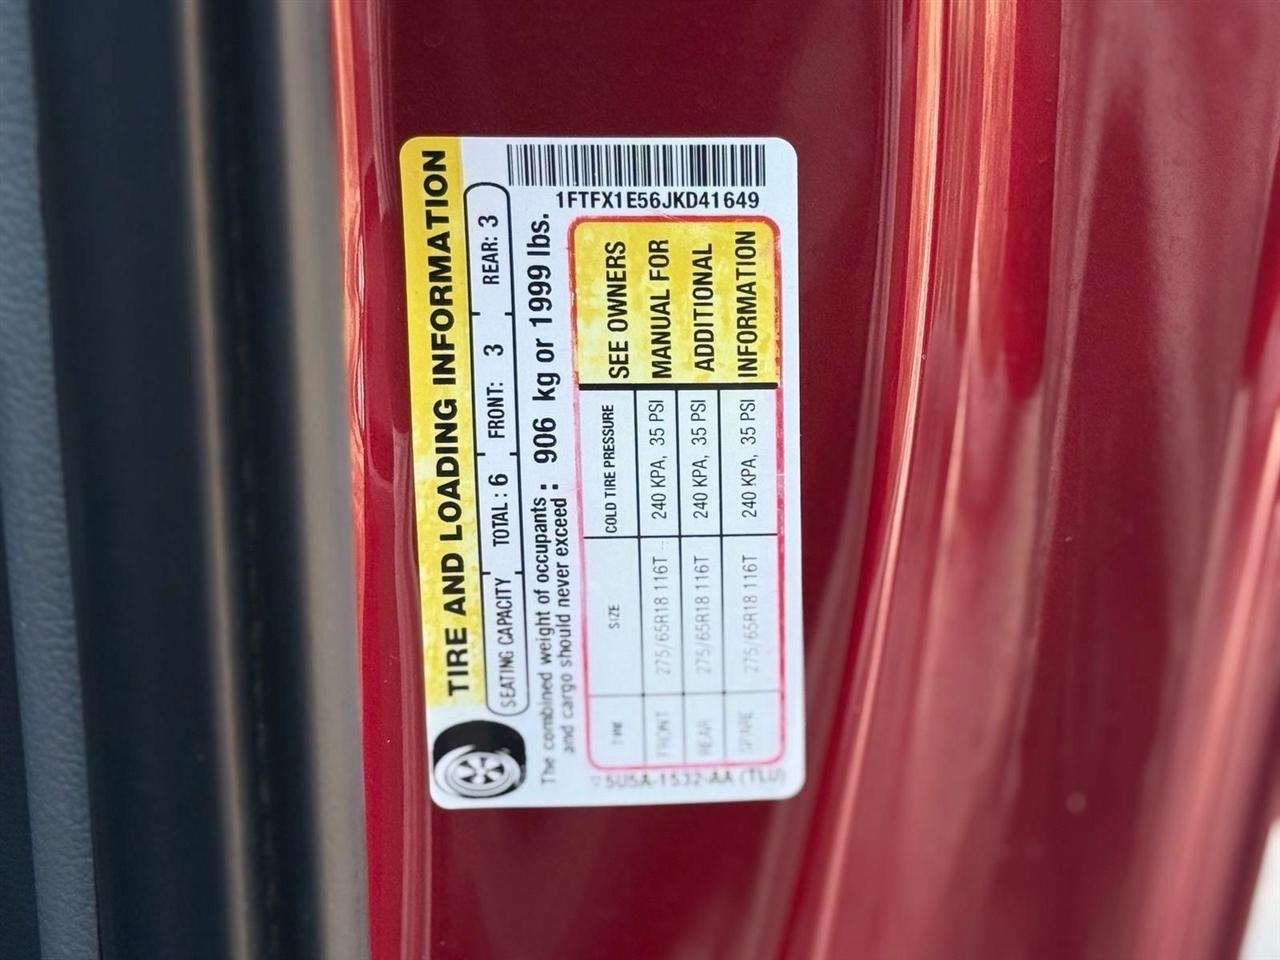 TIRE AND LOADING INFORMATION
SEATING CAPACITY TOTAL : 6 FRONT: 3 REAR: 3
The combined weight of occupants and cargo should never exceed : 906 kg or 1999 lbs.
1FTFX1E56JKD41649
TIRE SIZE COLD TIRE PRESSURE
FRONT 275/65R18 116T 240 KPA, 35 PSI
REAR 275/65R18 116T 240 KPA, 35 PSI
SPARE 275/65R18 116T 240 KPA, 35 PSI
SEE OWNERS
MANUAL FOR
ADDITIONAL
INFORMATION
5U5A-1532-AA (TLU)